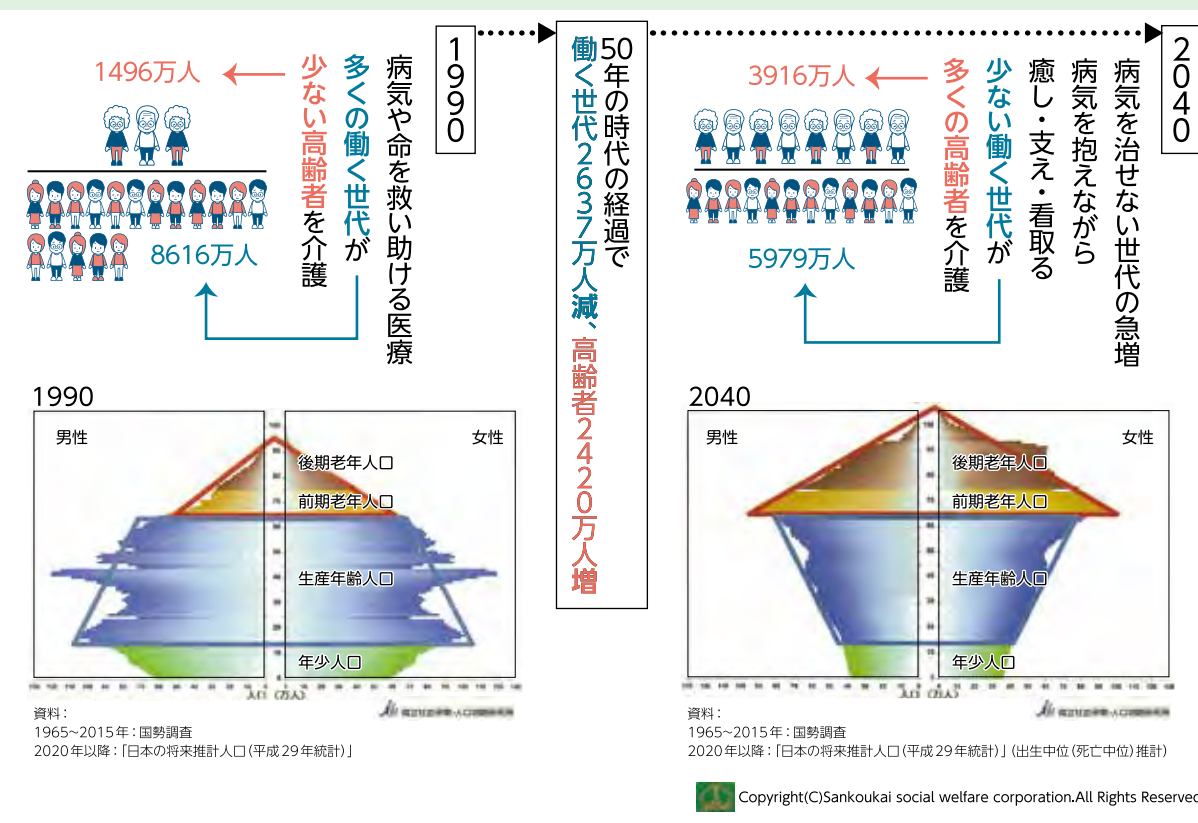 1990
病気や命を救い助ける医療
多くの働く世代が
少ない高齢者を介護
1496万人
8616万人
50年の時代の経過で
働く世代2637万人減、高齢者2420万人増
2040
病気を治せない世代の急増
病気を抱えながら
癒し・支え・看取る
少ない働く世代が
多くの高齢者を介護
3916万人
5979万人
1990
男性
女性
後期老年人口
前期老年人口
生産年齢人口
年少人口
人口 (万人)
資料：
1965~2015年：国勢調査
2020年以降：「日本の将来推計人口（平成29年統計）」
2040
男性
女性
後期老年人口
前期老年人口
生産年齢人口
年少人口
人口 (万人)
資料：
1965~2015年：国勢調査
2020年以降：「日本の将来推計人口（平成29年統計）」（出生中位（死亡中位）推計）
Copyright(C)Sankoukai social welfare corporation.All Rights Reserved